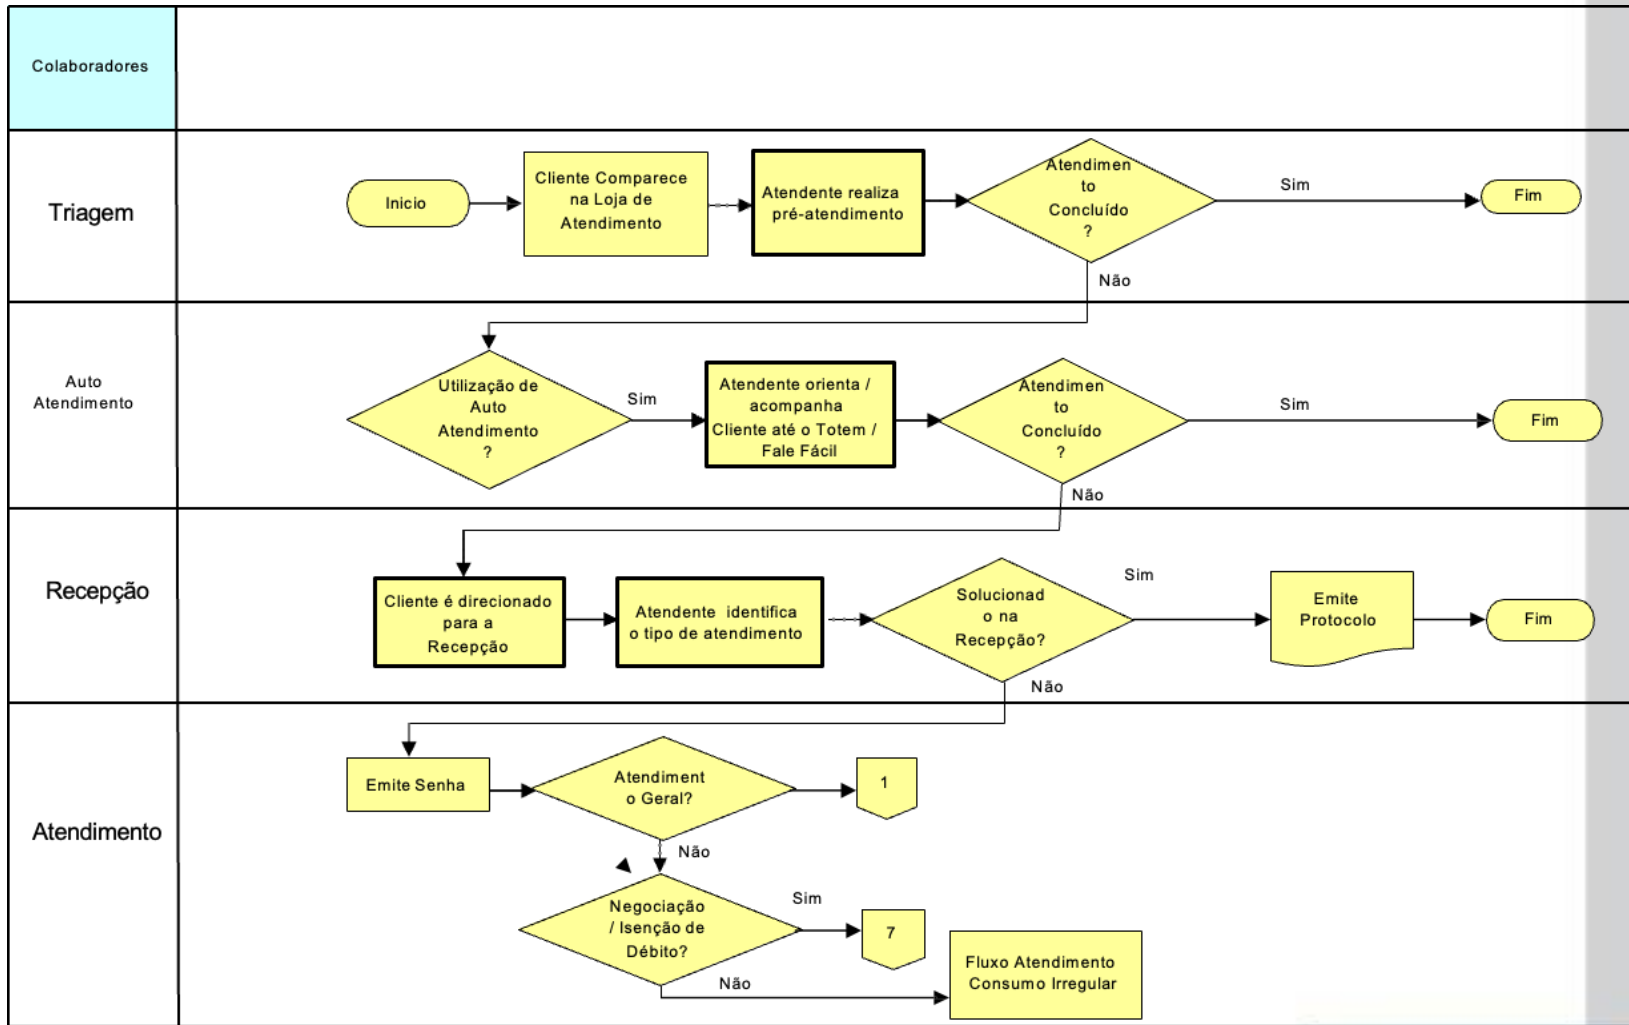 Colaboradores
Triagem
Inicio
Cliente Comparece
na Loja de
Atendimento
Atendente realiza
pré-atendimento
Atendimen
to
Concluído
?
Sim
Fim
Não
Auto
Atendimento
Utilização de
Auto
Atendimento
?
Sim
Atendente orienta /
acompanha
Cliente até o Totem /
Fale Fácil
Atendimen
to
Concluído
?
Sim
Fim
Não
Recepção
Cliente é direcionado
para a
Recepção
Atendente identifica
o tipo de atendimento
Solucionad
o na
Recepção?
Sim
Emite
Protocolo
Fim
Não
Atendimento
Emite Senha
Atendiment
o Geral?
1
Não
Negociação
/ Isenção de
Débito?
Sim
7
Não
Fluxo Atendimento
Consumo Irregular